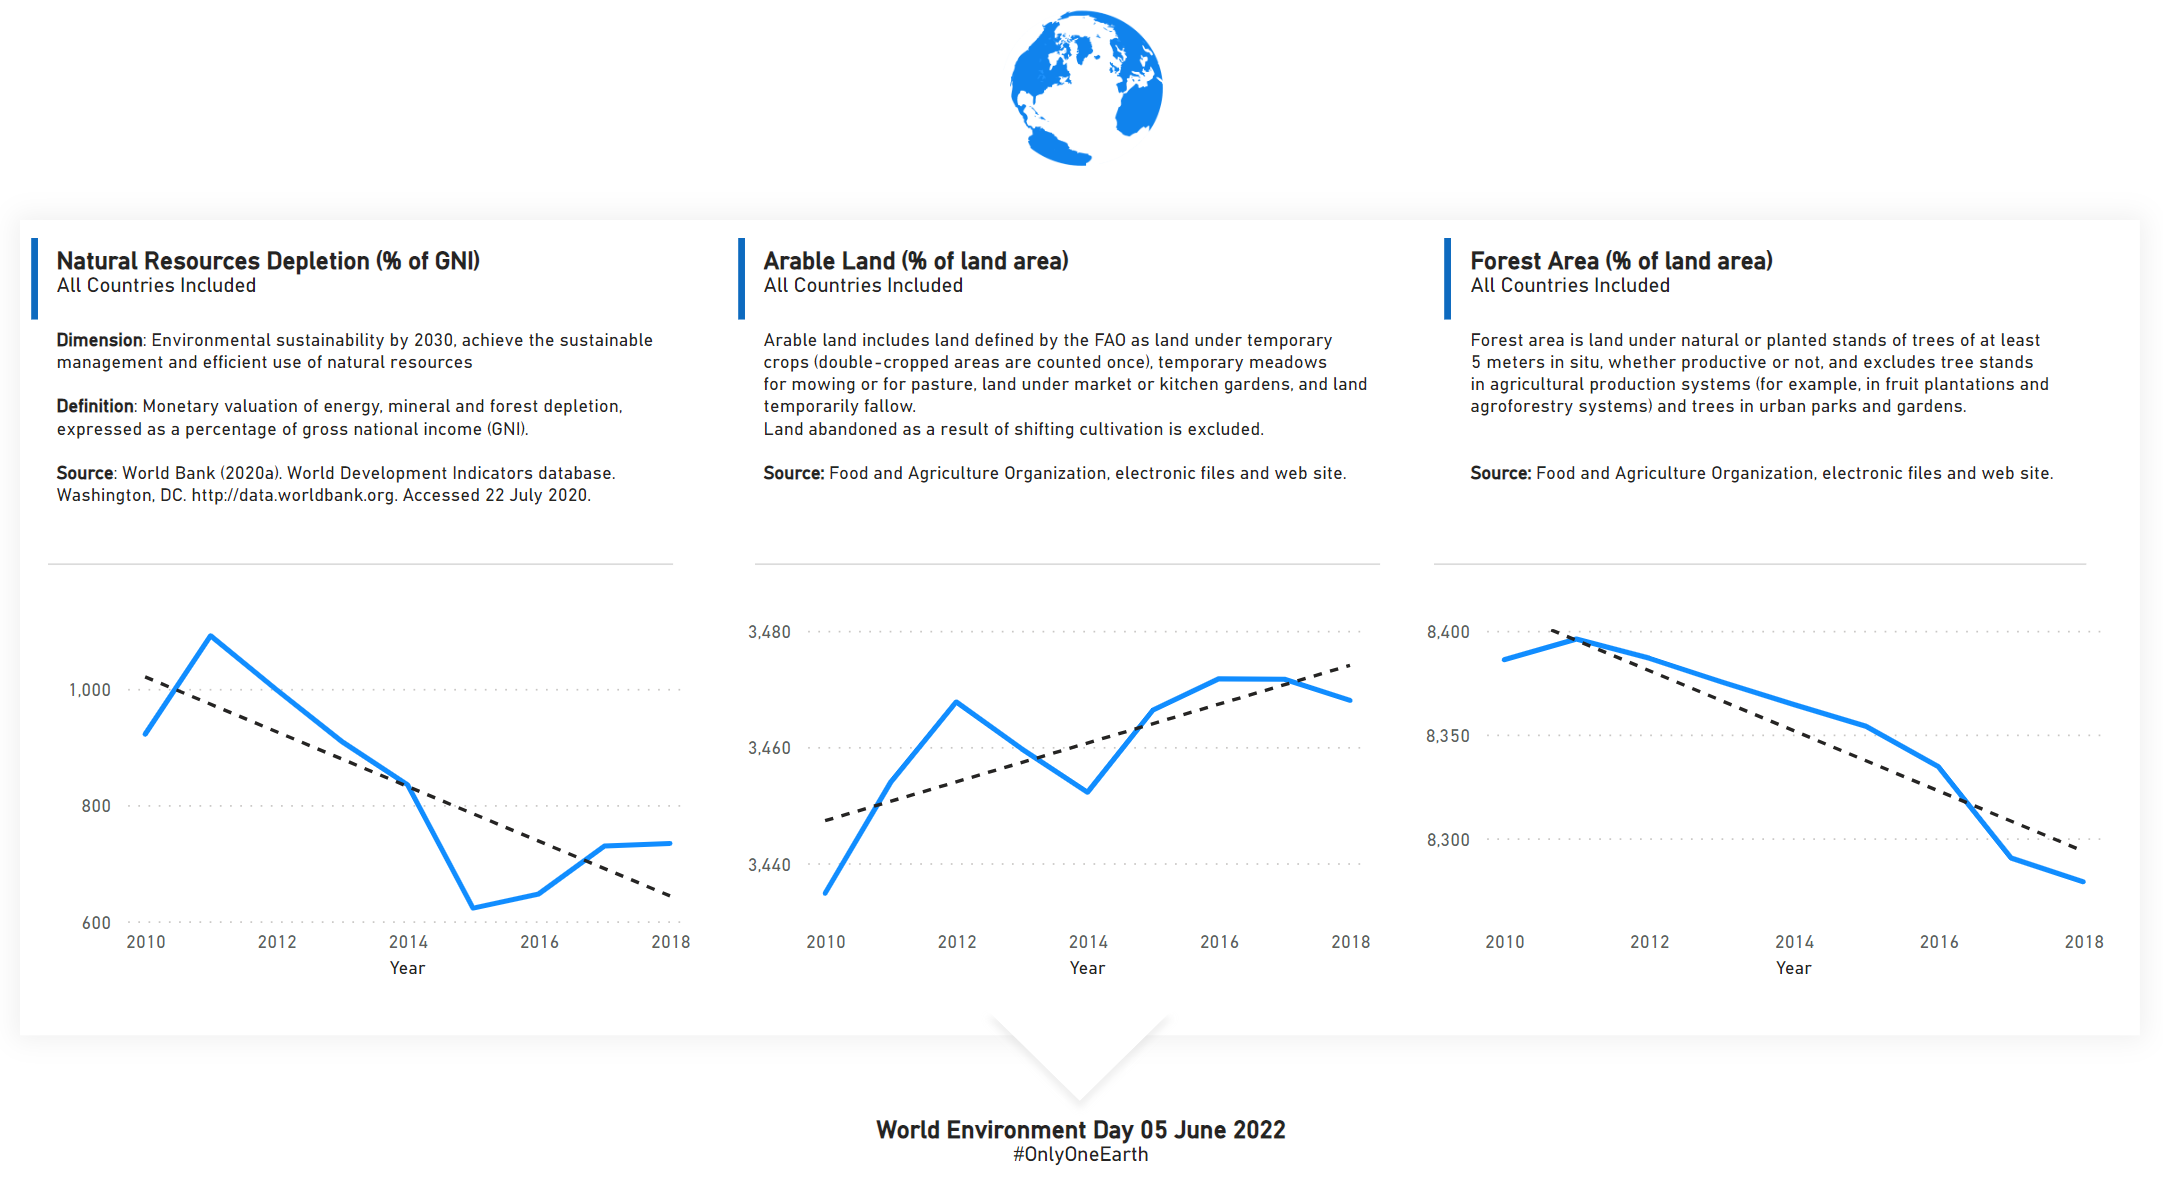 Natural Resources Depletion (% of GNI)
All Countries Included
Dimension: Environmental sustainability by 2030, achieve the sustainable
management and efficient use of natural resources
Definition: Monetary valuation of energy, mineral and forest depletion,
expressed as a percentage of gross national income (GNI).
Source: World Bank (2020a). World Development Indicators database.
Washington, DC. http://data.worldbank.org. Accessed 22 July 2020.
1,000
800
600
2010 2012 2014 2016 2018
Year
Arable Land (% of land area)
All Countries Included
Arable land includes land defined by the FAO as land under temporary
crops (double-cropped areas are counted once), temporary meadows
for mowing or for pasture, land under market or kitchen gardens, and land
temporarily fallow.
Land abandoned as a result of shifting cultivation is excluded.
Source: Food and Agriculture Organization, electronic files and web site.
3,480
3,460
3,440
2010 2012 2014 2016 2018
Year
Forest Area (% of land area)
All Countries Included
Forest area is land under natural or planted stands of trees of at least
5 meters in situ, whether productive or not, and excludes tree stands
in agricultural production systems (for example, in fruit plantations and
agroforestry systems) and trees in urban parks and gardens.
Source: Food and Agriculture Organization, electronic files and web site.
8,400
8,350
8,300
2010 2012 2014 2016 2018
Year
World Environment Day 05 June 2022
#OnlyOneEarth